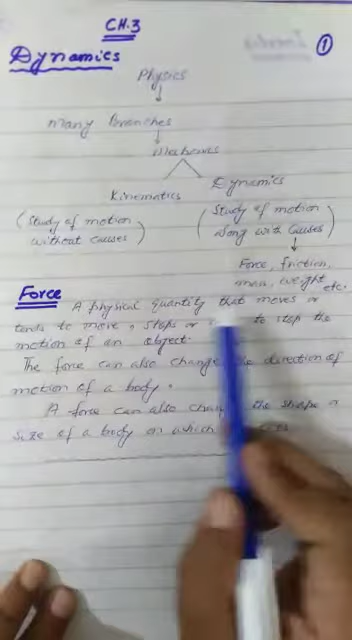 CH.3
Dynamics
①
Physics
many Branches
Mechanics
Kinematics
Dynamics
(Study of motion without causes)
(Study of motion along with causes)
Force, friction,
mass, weight etc.
Force
A physical quantity that moves or
tends to move, stops or to stop the
motion of an object.
The force can also change direction of
motion of a body.
A force can also the shape or
size of a body on which